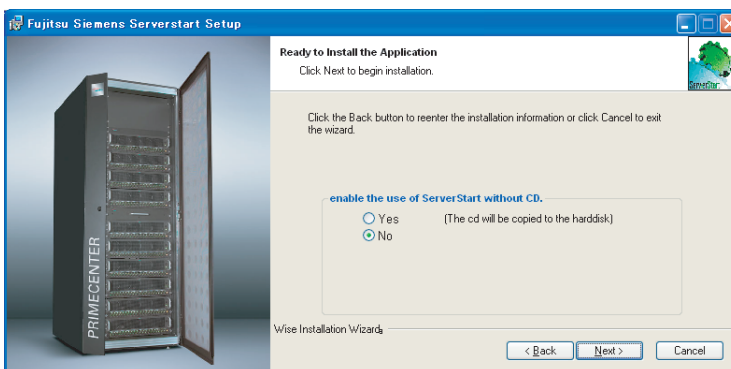 Fujitsu Siemens Serverstart Setup
Ready to Install the Application
Click Next to begin installation.
ServerStart
Click the Back button to reenter the installation information or click Cancel to exit
the wizard.
enable the use of ServerStart without CD.
Yes (The cd will be copied to the harddisk)
No
PRIMECENTER
Wise Installation Wizard
< Back Next > Cancel